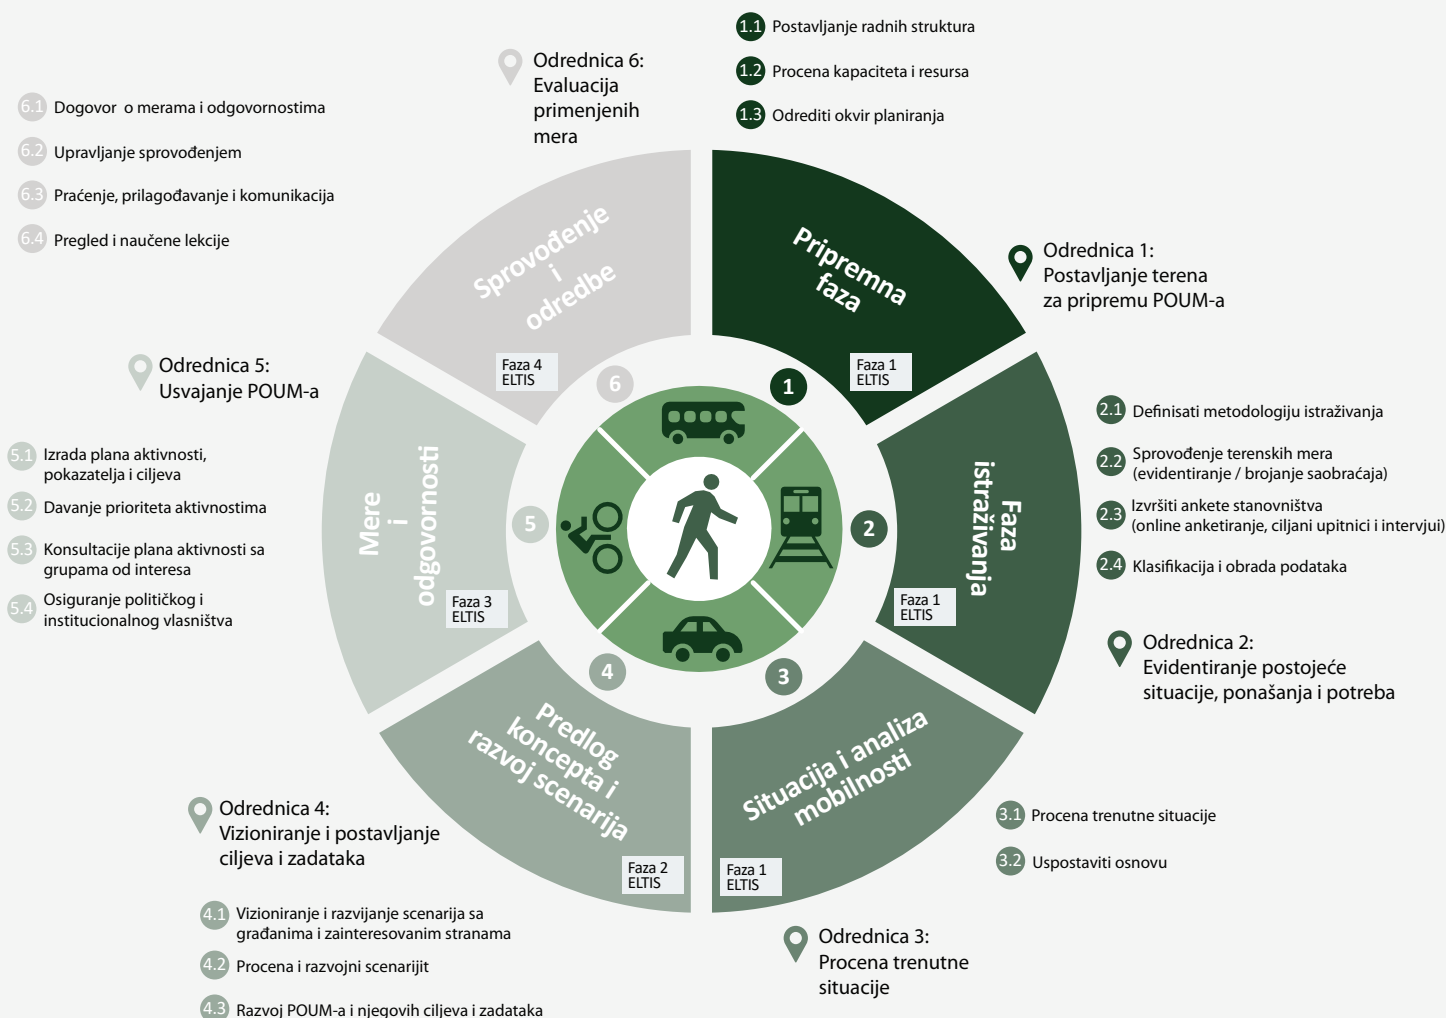 1.1 Postavljanje radnih struktura
1.2 Procena kapaciteta i resursa
1.3 Odrediti okvir planiranja
Odrednica 6:
Evaluacija
primenjenih
mera
6.1 Dogovor  o merama i odgovornostima
6.2 Upravljanje sprovođenjem
6.3 Praćenje, prilagođavanje i komunikacija
6.4 Pregled i naučene lekcije
Sprovođenje
i
odredbe
Faza 4
ELTIS
6
Pripremna
faza
Faza 1
ELTIS
1
Odrednica 1:
Postavljanje terena
za pripremu POUM-a
Odrednica 5:
Usvajanje POUM-a
5.1 Izrada plana aktivnosti,
pokazatelja i ciljeva
5.2 Davanje prioriteta aktivnostima
5.3 Konsultacije plana aktivnosti sa
grupama od interesa
5.4 Osiguranje političkog i
institucionalnog vlasništva
Mere
i
odgovornosti
Faza 3
ELTIS
5
Faza
istraživanja
Faza 1
ELTIS
2
2.1 Definisati metodologiju istraživanja
2.2 Sprovođenje terenskih mera
(evidentiranje / brojanje saobraćaja)
2.3 Izvršiti ankete stanovništva
(online anketiranje, ciljani upitnici i intervjui)
2.4 Klasifikacija i obrada podataka
Odrednica 2:
Evidentiranje postojeće
situacije, ponašanja i potreba
4
Predlog
koncepta i
razvoj scenarija
Faza 2
ELTIS
3
Situacija i analiza
mobilnosti
Faza 1
ELTIS
3.1 Procena trenutne situacije
3.2 Uspostaviti osnovu
Odrednica 4:
Vizioniranje i postavljanje
ciljeva i zadataka
4.1 Vizioniranje i razvijanje scenarija sa
građanima i zainteresovanim stranama
4.2 Procena i razvojni scenarijit
4.3 Razvoj POUM-a i njegovih ciljeva i zadataka
Odrednica 3:
Procena trenutne
situacije